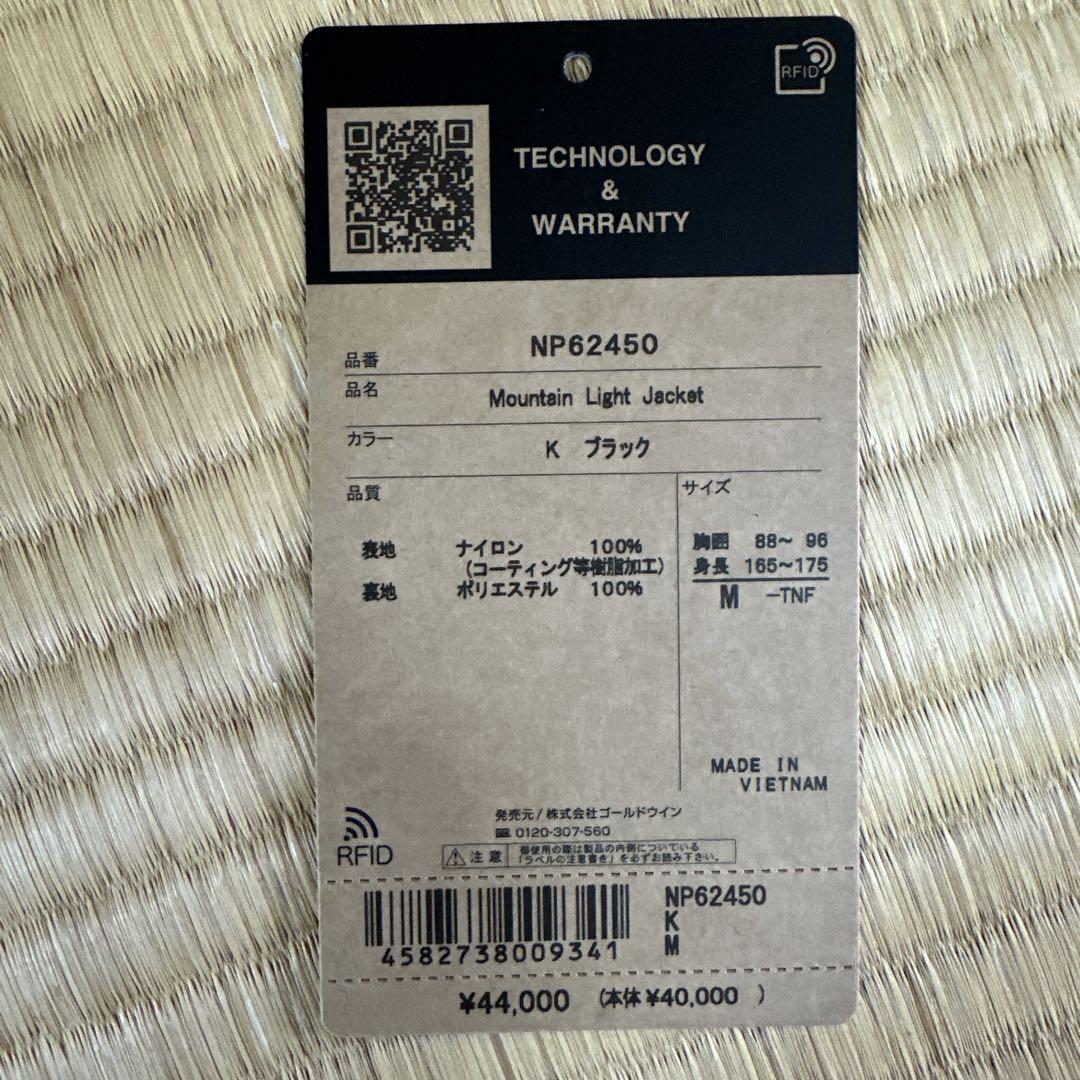 RFID
TECHNOLOGY
&
WARRANTY
品番 NP62450
品名 Mountain Light Jacket
カラー K ブラック
品質
サイズ
表地 ナイロン 100%
(コーティング等樹脂加工)
裏地 ポリエステル 100%
胸囲 88～ 96
身長 165～175
M -TNF
MADE IN
VIETNAM
発売元/株式会社ゴールドウイン
0120-307-560
RFID
注意
御使用の際は製品の内側についている
「ラベルの注意書き」を必ずお読み下さい。
4582738009341
NP62450
K
M
¥44,000 (本体¥40,000 )